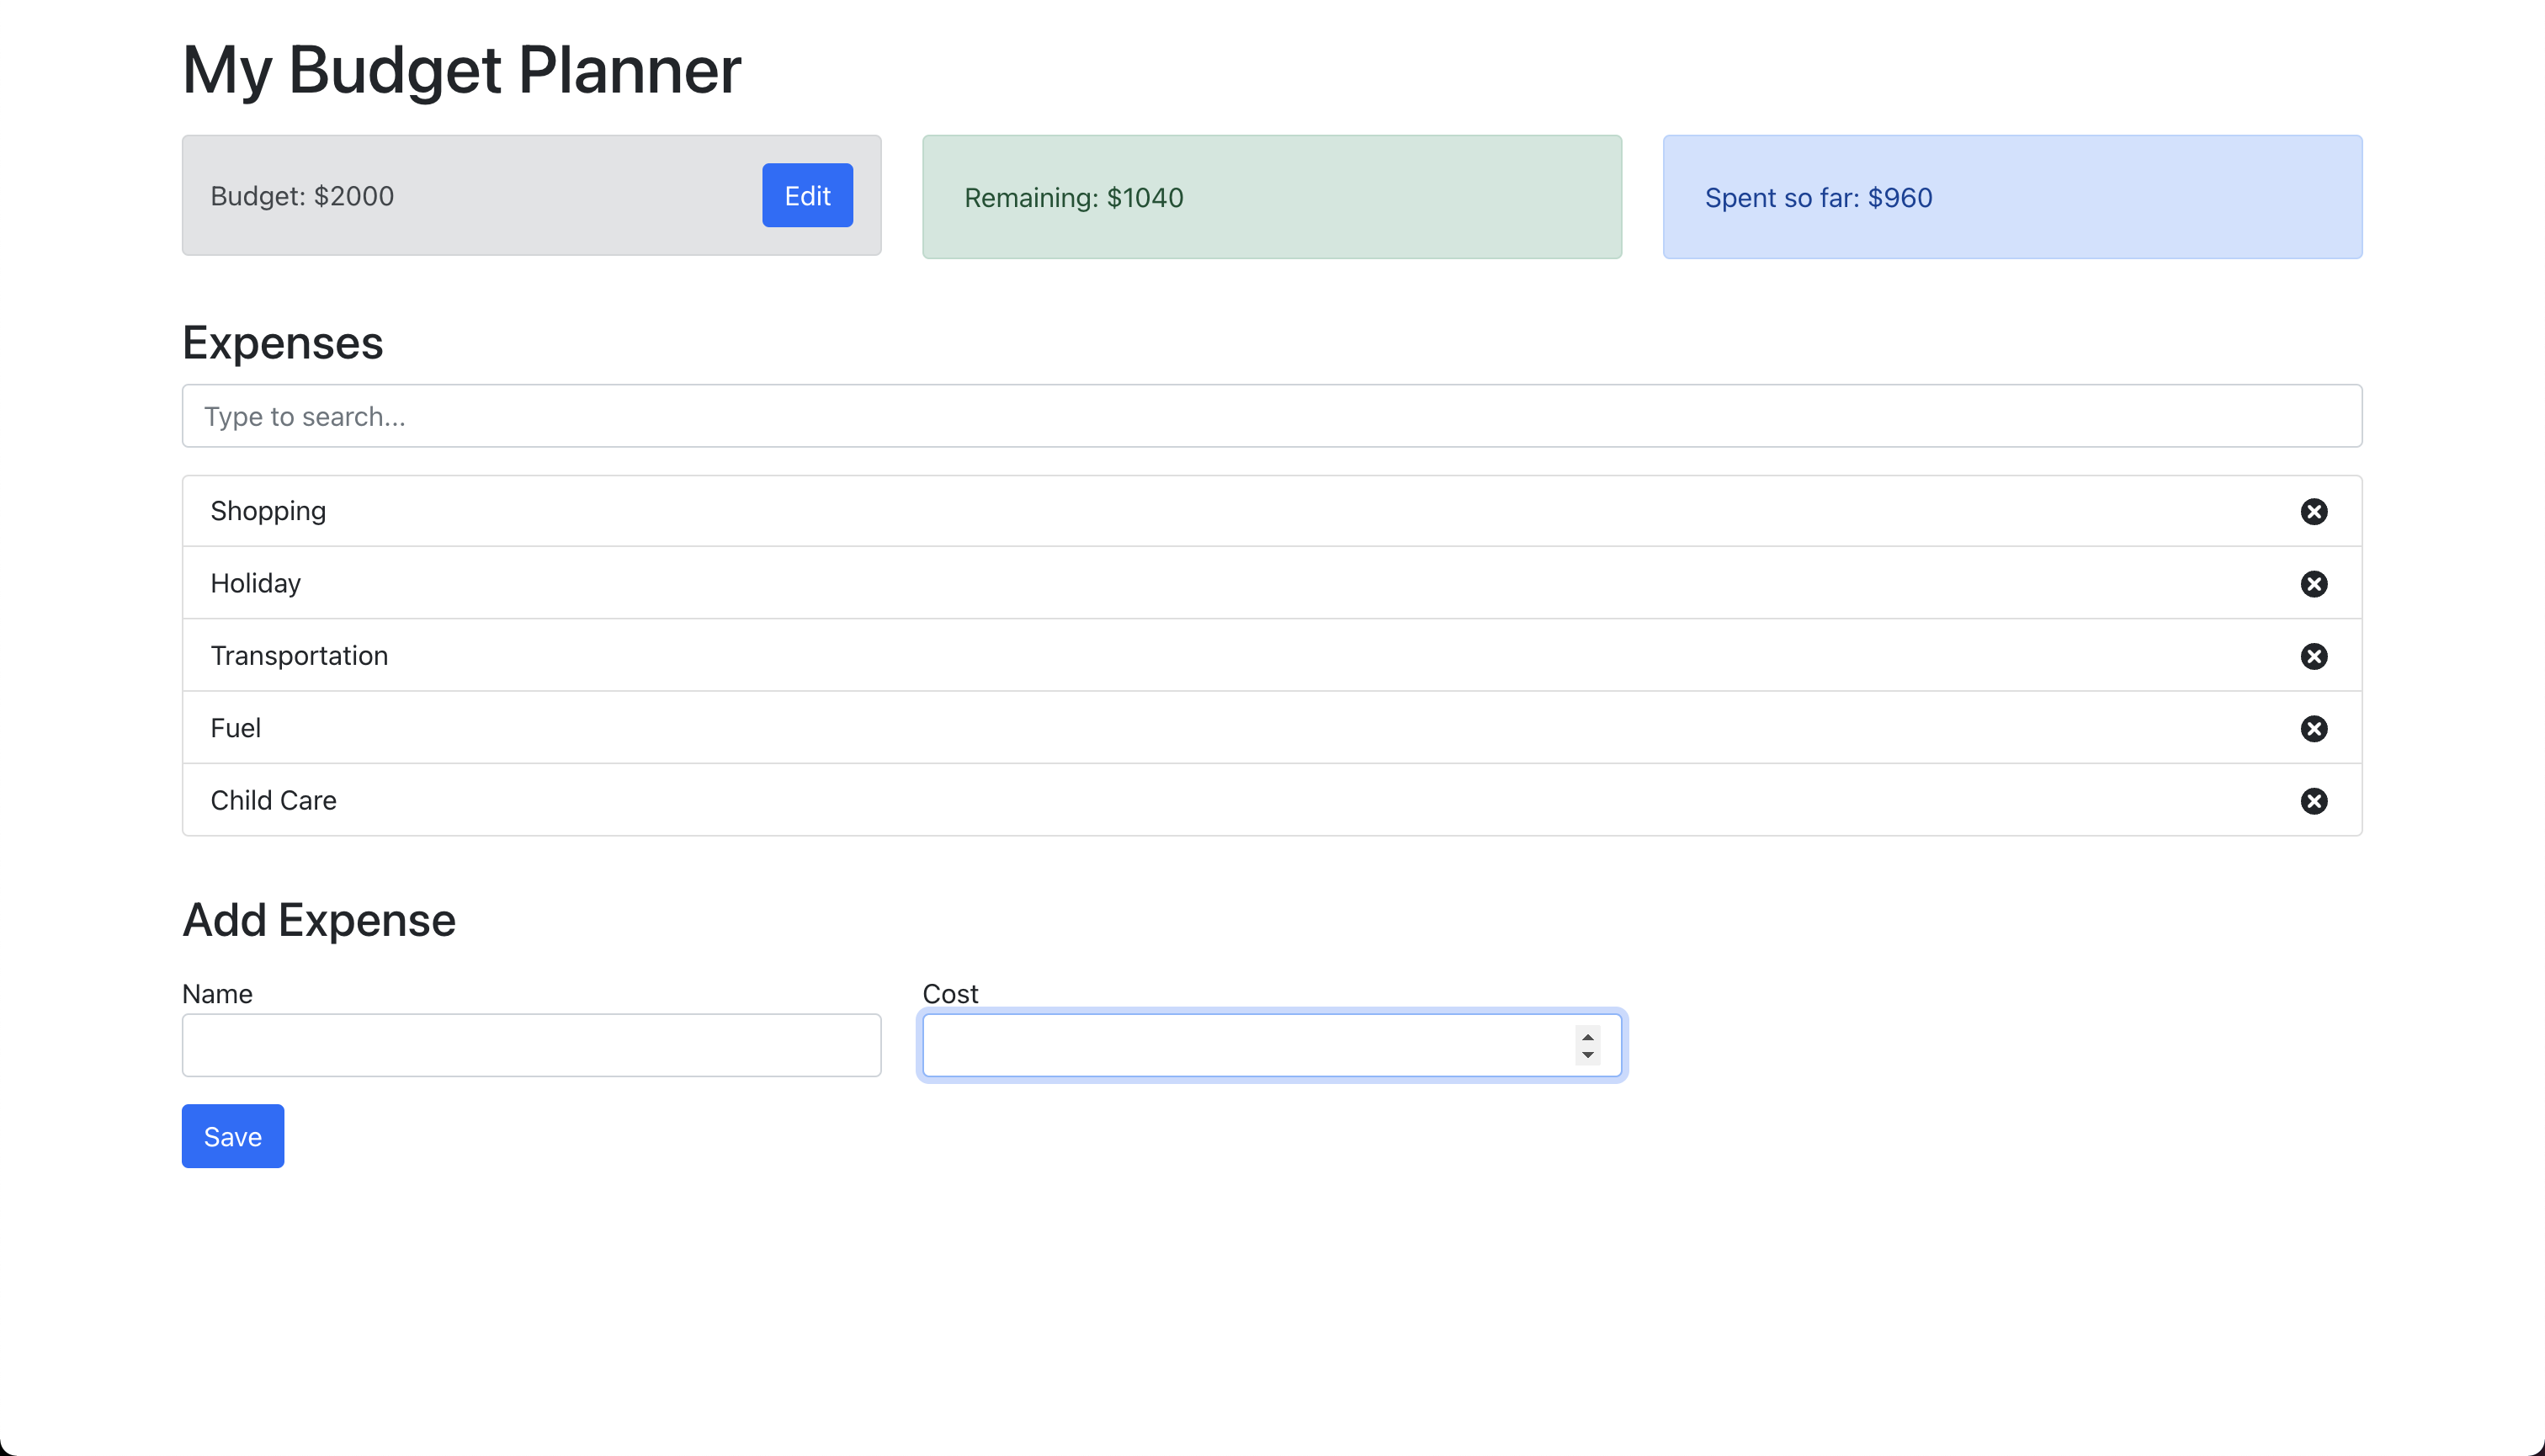 My Budget Planner
Budget: $2000
Edit
Remaining: $1040
Spent so far: $960
Expenses
Type to search...
Shopping
Holiday
Transportation
Fuel
Child Care
Add Expense
Name
Cost
Save